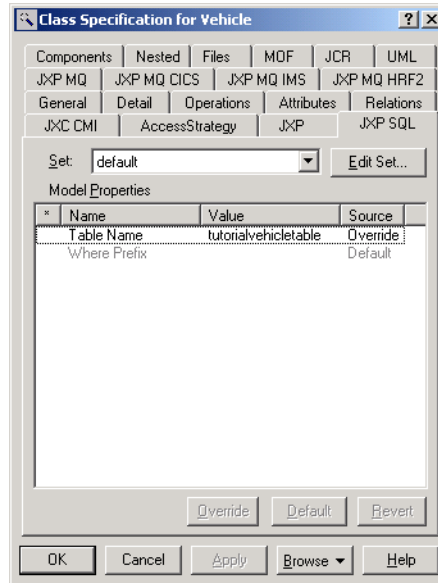 Class Specification for Vehicle
Components Nested Files MOF JCR UML
JXP MQ JXP MQ CICS JXP MQ IMS JXP MQ HRF2
General Detail Operations Attributes Relations
JXC CMI AccessStrategy JXP JXP SQL
Set: default Edit Set...
Model Properties
* Name Value Source
Table Name tutorialvehicletable Override
Where Prefix Default
Override Default Revert
OK Cancel Apply Browse Help